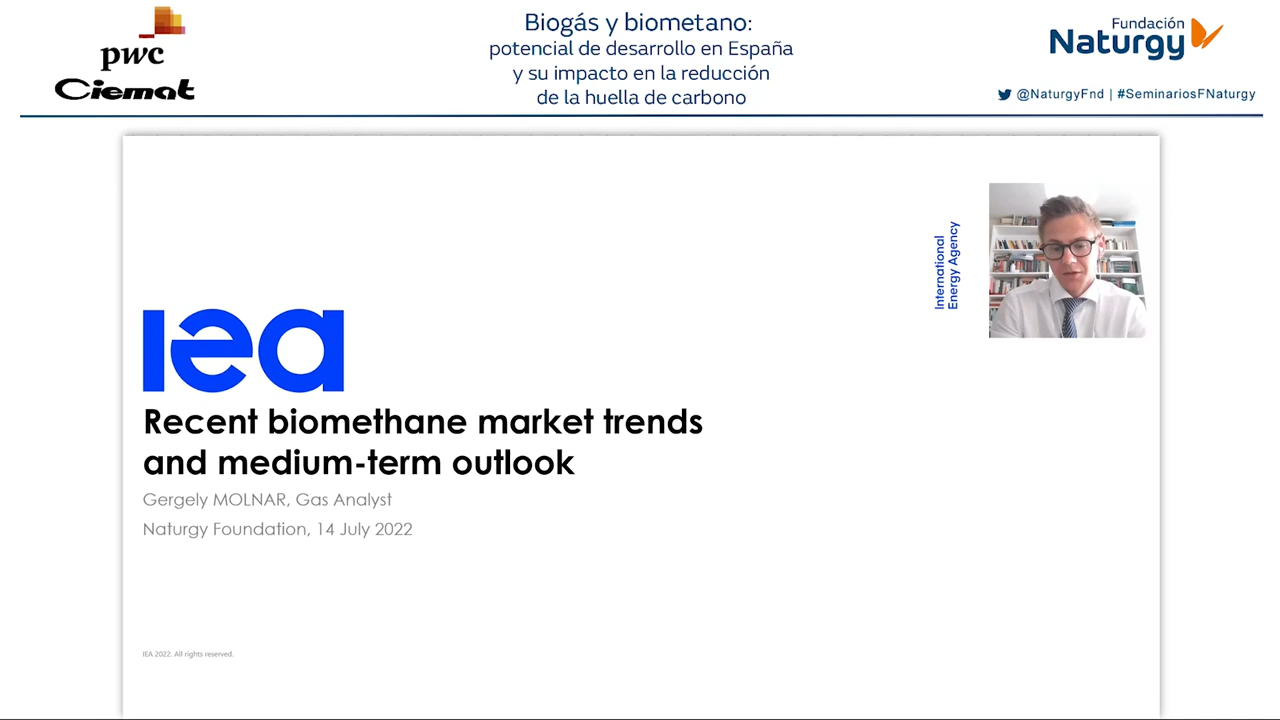 pwc
Ciemat
Biogás y biometano:
potencial de desarrollo en España
y su impacto en la reducción
de la huella de carbono
Fundación
Naturgy
@NaturgyFnd | #SeminariosFNaturgy
International
Energy Agency
iea
Recent biomethane market trends
and medium-term outlook
Gergely MOLNAR, Gas Analyst
Naturgy Foundation, 14 July 2022
IEA 2022. All rights reserved.